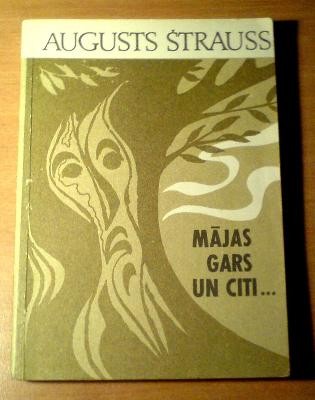 AUGUSTS ŠTRAUSS
MĀJAS
GARS
UN CITI...